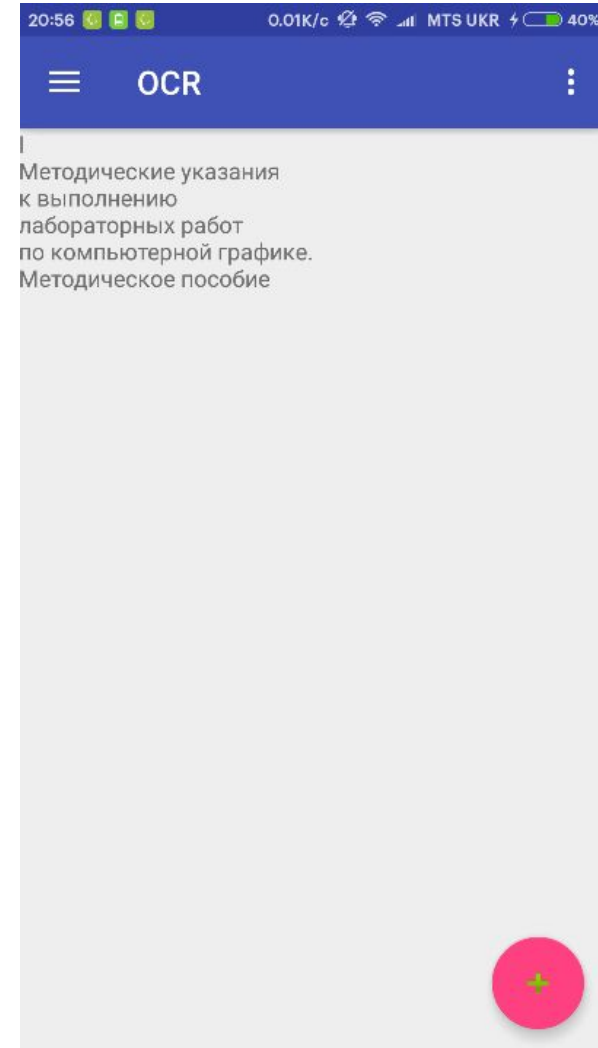 20:56 0.01K/c MTS UKR 40%
OCR
|
Методические указания
к выполнению
лабораторных работ
по компьютерной графике.
Методическое пособие
+